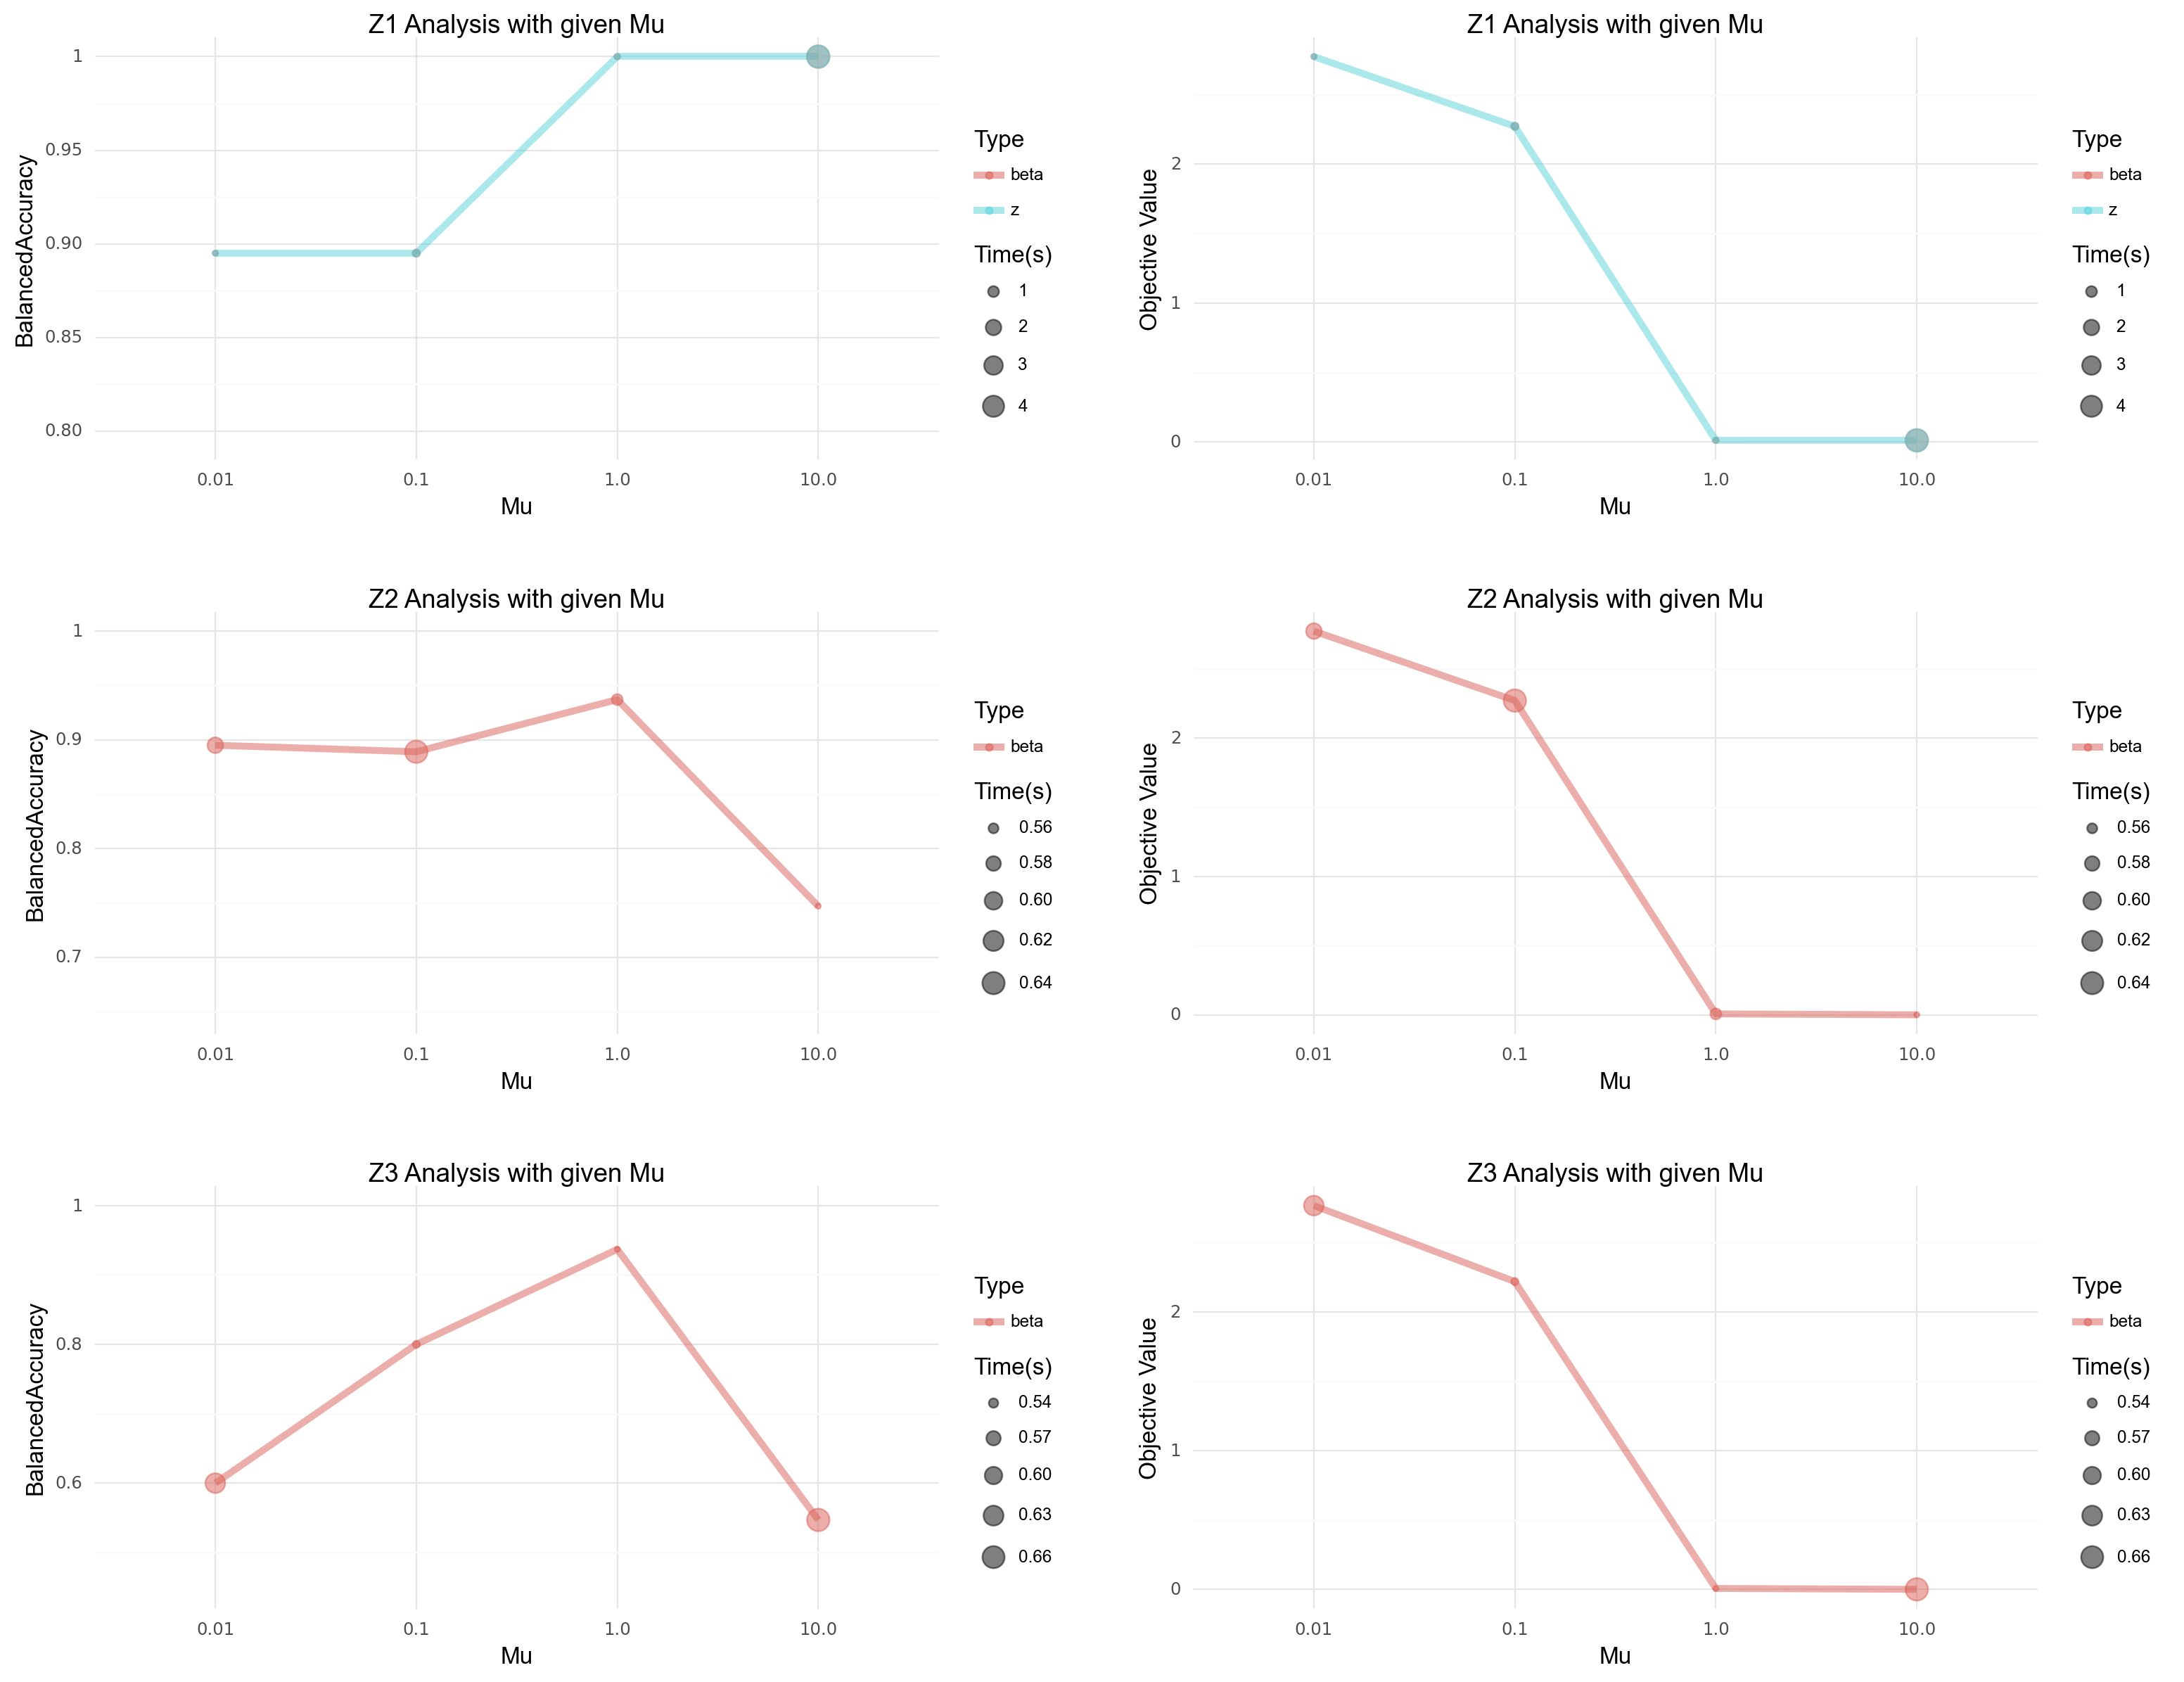 Z1 Analysis with given Mu
BalancedAccuracy
1
0.95
0.90
0.85
0.80
0.01 0.1 1.0 10.0
Mu
Type
beta
z
Time(s)
1
2
3
4
Z1 Analysis with given Mu
Objective Value
2
1
0
0.01 0.1 1.0 10.0
Mu
Type
beta
z
Time(s)
1
2
3
4
Z2 Analysis with given Mu
BalancedAccuracy
1
0.9
0.8
0.7
0.01 0.1 1.0 10.0
Mu
Type
beta
Time(s)
0.56
0.58
0.60
0.62
0.64
Z2 Analysis with given Mu
Objective Value
2
1
0
0.01 0.1 1.0 10.0
Mu
Type
beta
Time(s)
0.56
0.58
0.60
0.62
0.64
Z3 Analysis with given Mu
BalancedAccuracy
1
0.8
0.6
0.01 0.1 1.0 10.0
Mu
Type
beta
Time(s)
0.54
0.57
0.60
0.63
0.66
Z3 Analysis with given Mu
Objective Value
2
1
0
0.01 0.1 1.0 10.0
Mu
Type
beta
Time(s)
0.54
0.57
0.60
0.63
0.66